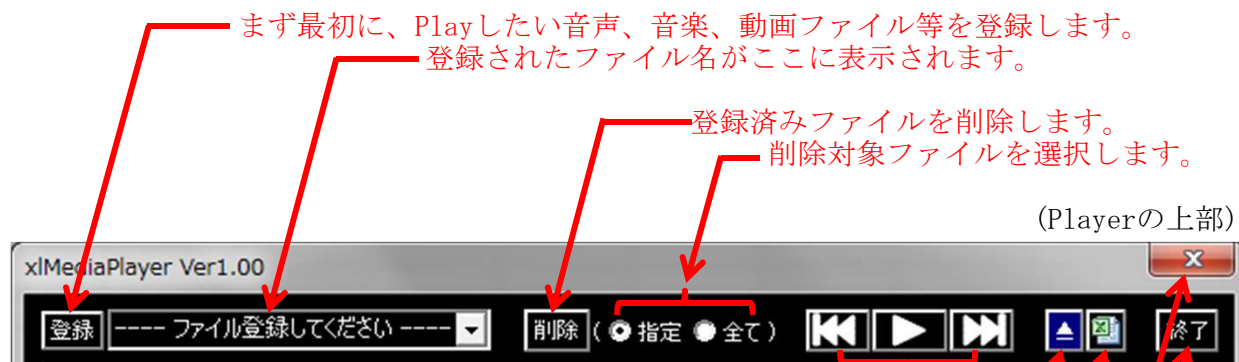 まず最初に、Playしたい音声、音楽、動画ファイル等を登録します。
登録されたファイル名がここに表示されます。
登録済みファイルを削除します。
削除対象ファイルを選択します。
(Playerの上部)
xlMediaPlayer Ver1.00
登録 ---- ファイル登録してください ---- 削除 ( 指定 全て ) 終了